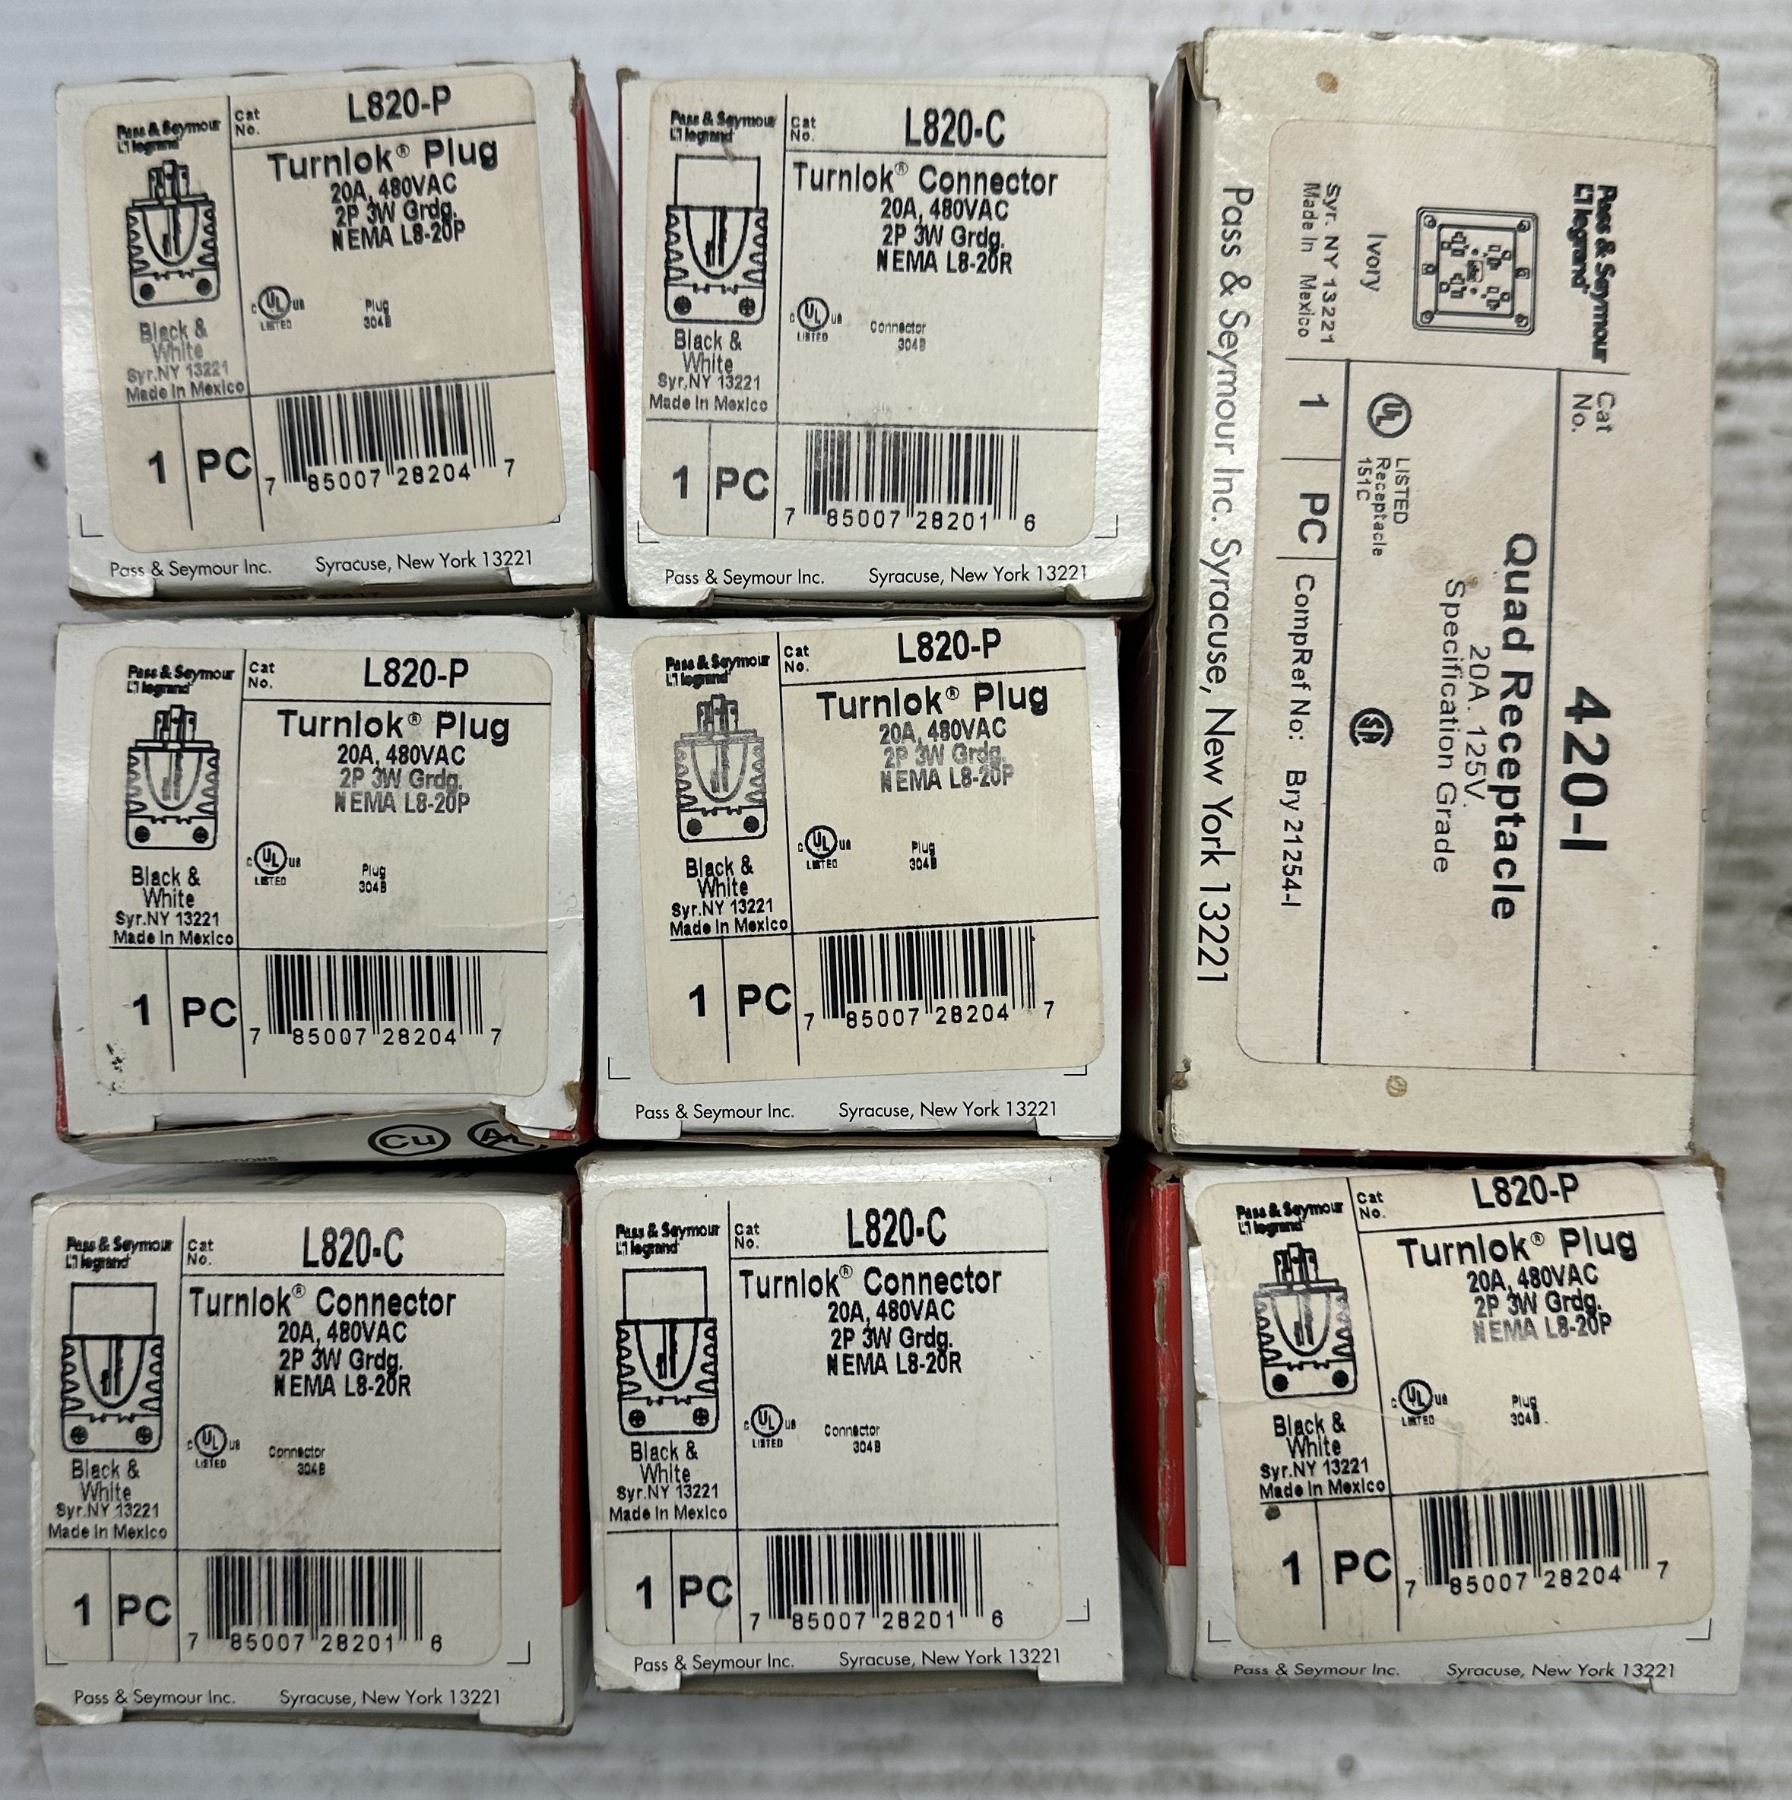 Pass & Seymour
legrand
Cat
No.
L820-P
Turnlok® Plug
20A, 480VAC
2P 3W Grdg.
NEMA L8-20P
C UL US
LISTED
Plug
304B
Black &
White
Syr.NY 13221
Made In Mexico
1 PC
7 85007 28204 7
Pass & Seymour Inc. Syracuse, New York 13221
Pass & Seymour
legrand
Cat
No.
L820-C
Turnlok® Connector
20A, 480VAC
2P 3W Grdg.
NEMA L8-20R
C UL US
LISTED
Connector
304B
Black &
White
Syr.NY 13221
Made In Mexico
1 PC
7 85007 28201 6
Pass & Seymour Inc. Syracuse, New York 13221
Pass & Seymour
legrand
Cat
No.
420-I
Quad Receptacle
20A. 125V.
Specification Grade
Ivory
Syr. NY 13221
Made In Mexico
UL
LISTED
Receptacle
151C
SA
1 PC CompRef No: Bry 21254-I
Pass & Seymour Inc. Syracuse, New York 13221
Pass & Seymour
legrand
Cat
No.
L820-P
Turnlok® Plug
20A, 480VAC
2P 3W Grdg.
NEMA L8-20P
C UL US
LISTED
Plug
304B
Black &
White
Syr.NY 13221
Made In Mexico
1 PC
7 85007 28204 7
Cu
Pass & Seymour
legrand
Cat
No.
L820-P
Turnlok® Plug
20A, 480VAC
2P 3W Grdg.
NEMA L8-20P
C UL US
LISTED
Plug
304B
Black &
White
Syr.NY 13221
Made In Mexico
1 PC
7 85007 28204 7
Pass & Seymour Inc. Syracuse, New York 13221
Pass & Seymour
legrand
Cat
No.
L820-C
Turnlok® Connector
20A, 480VAC
2P 3W Grdg.
NEMA L8-20R
C UL US
LISTED
Connector
304B
Black &
White
Syr.NY 13221
Made In Mexico
1 PC
7 85007 28201 6
Pass & Seymour Inc. Syracuse, New York 13221
Pass & Seymour
legrand
Cat
No.
L820-C
Turnlok® Connector
20A, 480VAC
2P 3W Grdg.
NEMA L8-20R
C UL US
LISTED
Connector
304B
Black &
White
Syr.NY 13221
Made In Mexico
1 PC
7 85007 28201 6
Pass & Seymour Inc. Syracuse, New York 13221
Pass & Seymour
legrand
Cat
No.
L820-P
Turnlok® Plug
20A, 480VAC
2P 3W Grdg.
NEMA L8-20P
C UL US
LISTED
Plug
304B
Black &
White
Syr.NY 13221
Made In Mexico
1 PC
7 85007 28204 7
Pass & Seymour Inc. Syracuse, New York 13221